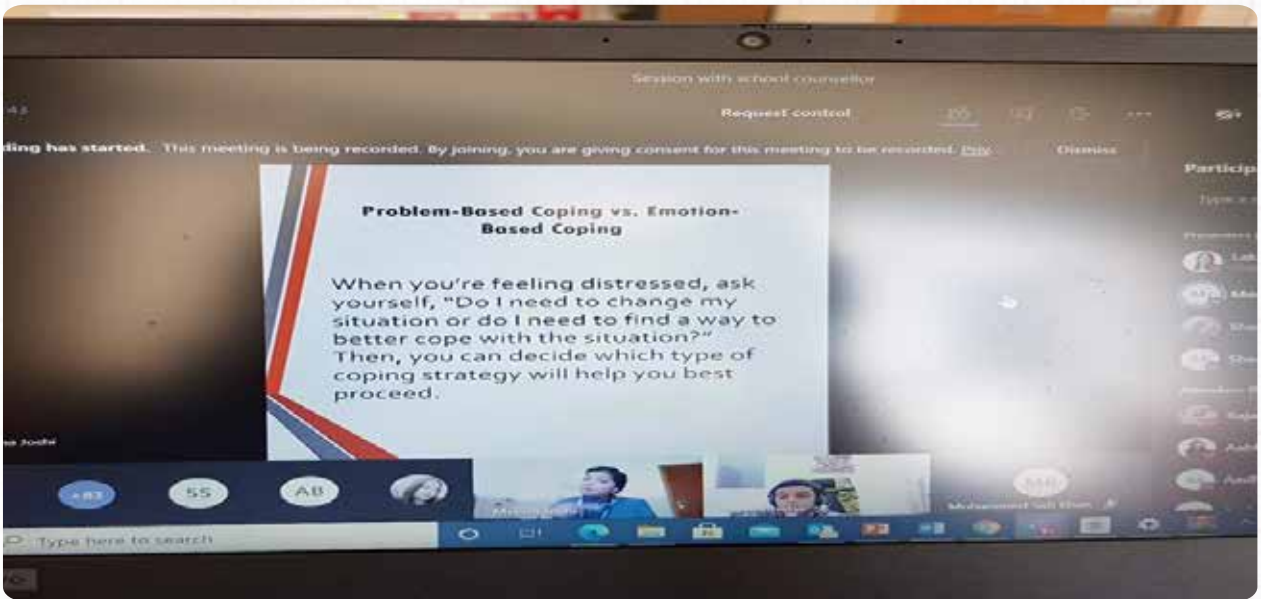 Session with school counsellor
Request control
ding has started. This meeting is being recorded. By joining, you are giving consent for this meeting to be recorded. Priv
Dismiss
Particip
Problem-Based Coping vs. Emotion-
Based Coping
When you're feeling distressed, ask
yourself, "Do I need to change my
situation or do I need to find a way to
better cope with the situation?"
Then, you can decide which type of
coping strategy will help you best
proceed.
Joshi
+83
SS
AB
Type here to search